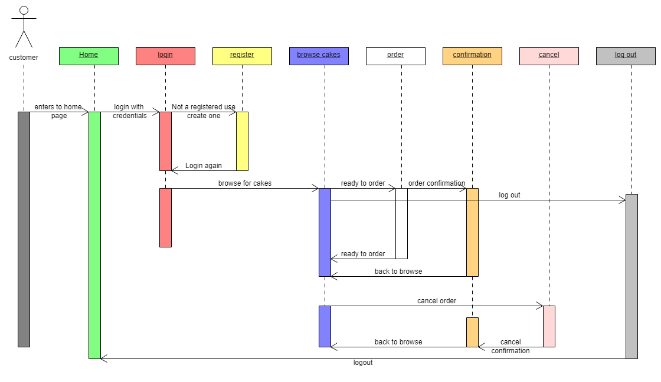 customer
Home
login
register
browse cakes
order
confirmation
cancel
log out
enters to home
page
login with
credentials
Not a registered use
create one
Login again
browse for cakes
ready to order
order confirmation
log out
ready to order
back to browse
cancel order
back to browse
cancel
confirmation
logout